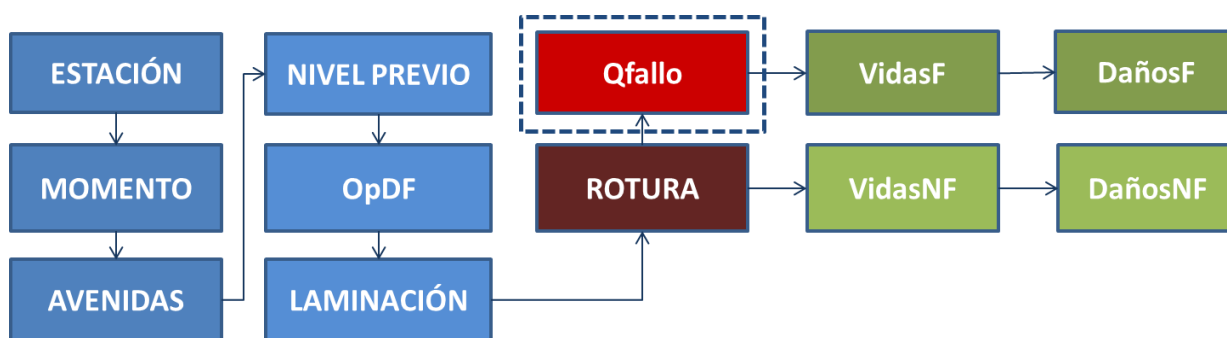 ESTACIÓN
MOMENTO
AVENIDAS
NIVEL PREVIO
OpDF
LAMINACIÓN
Qfallo
ROTURA
VidasF
DañosF
VidasNF
DañosNF